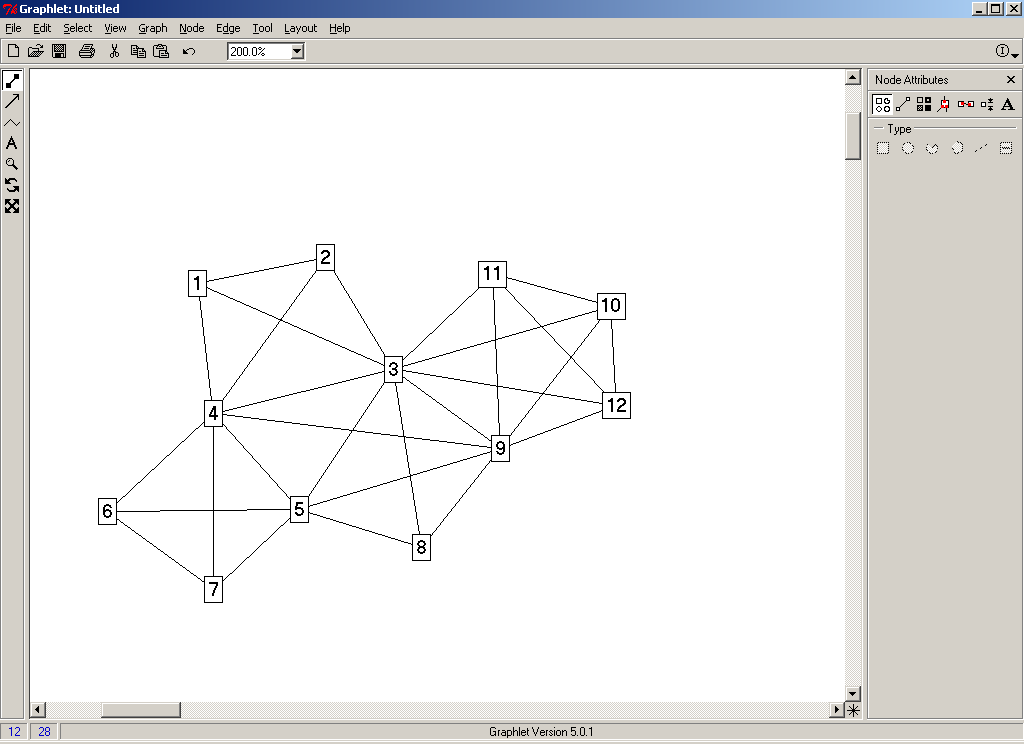 Graphlet: Untitled
File Edit Select View Graph Node Edge Tool Layout Help
200.0%
Node Attributes
A
Type
A
2
1
11
10
3
12
4
9
5
6
8
7
12 28 Graphlet Version 5.0.1